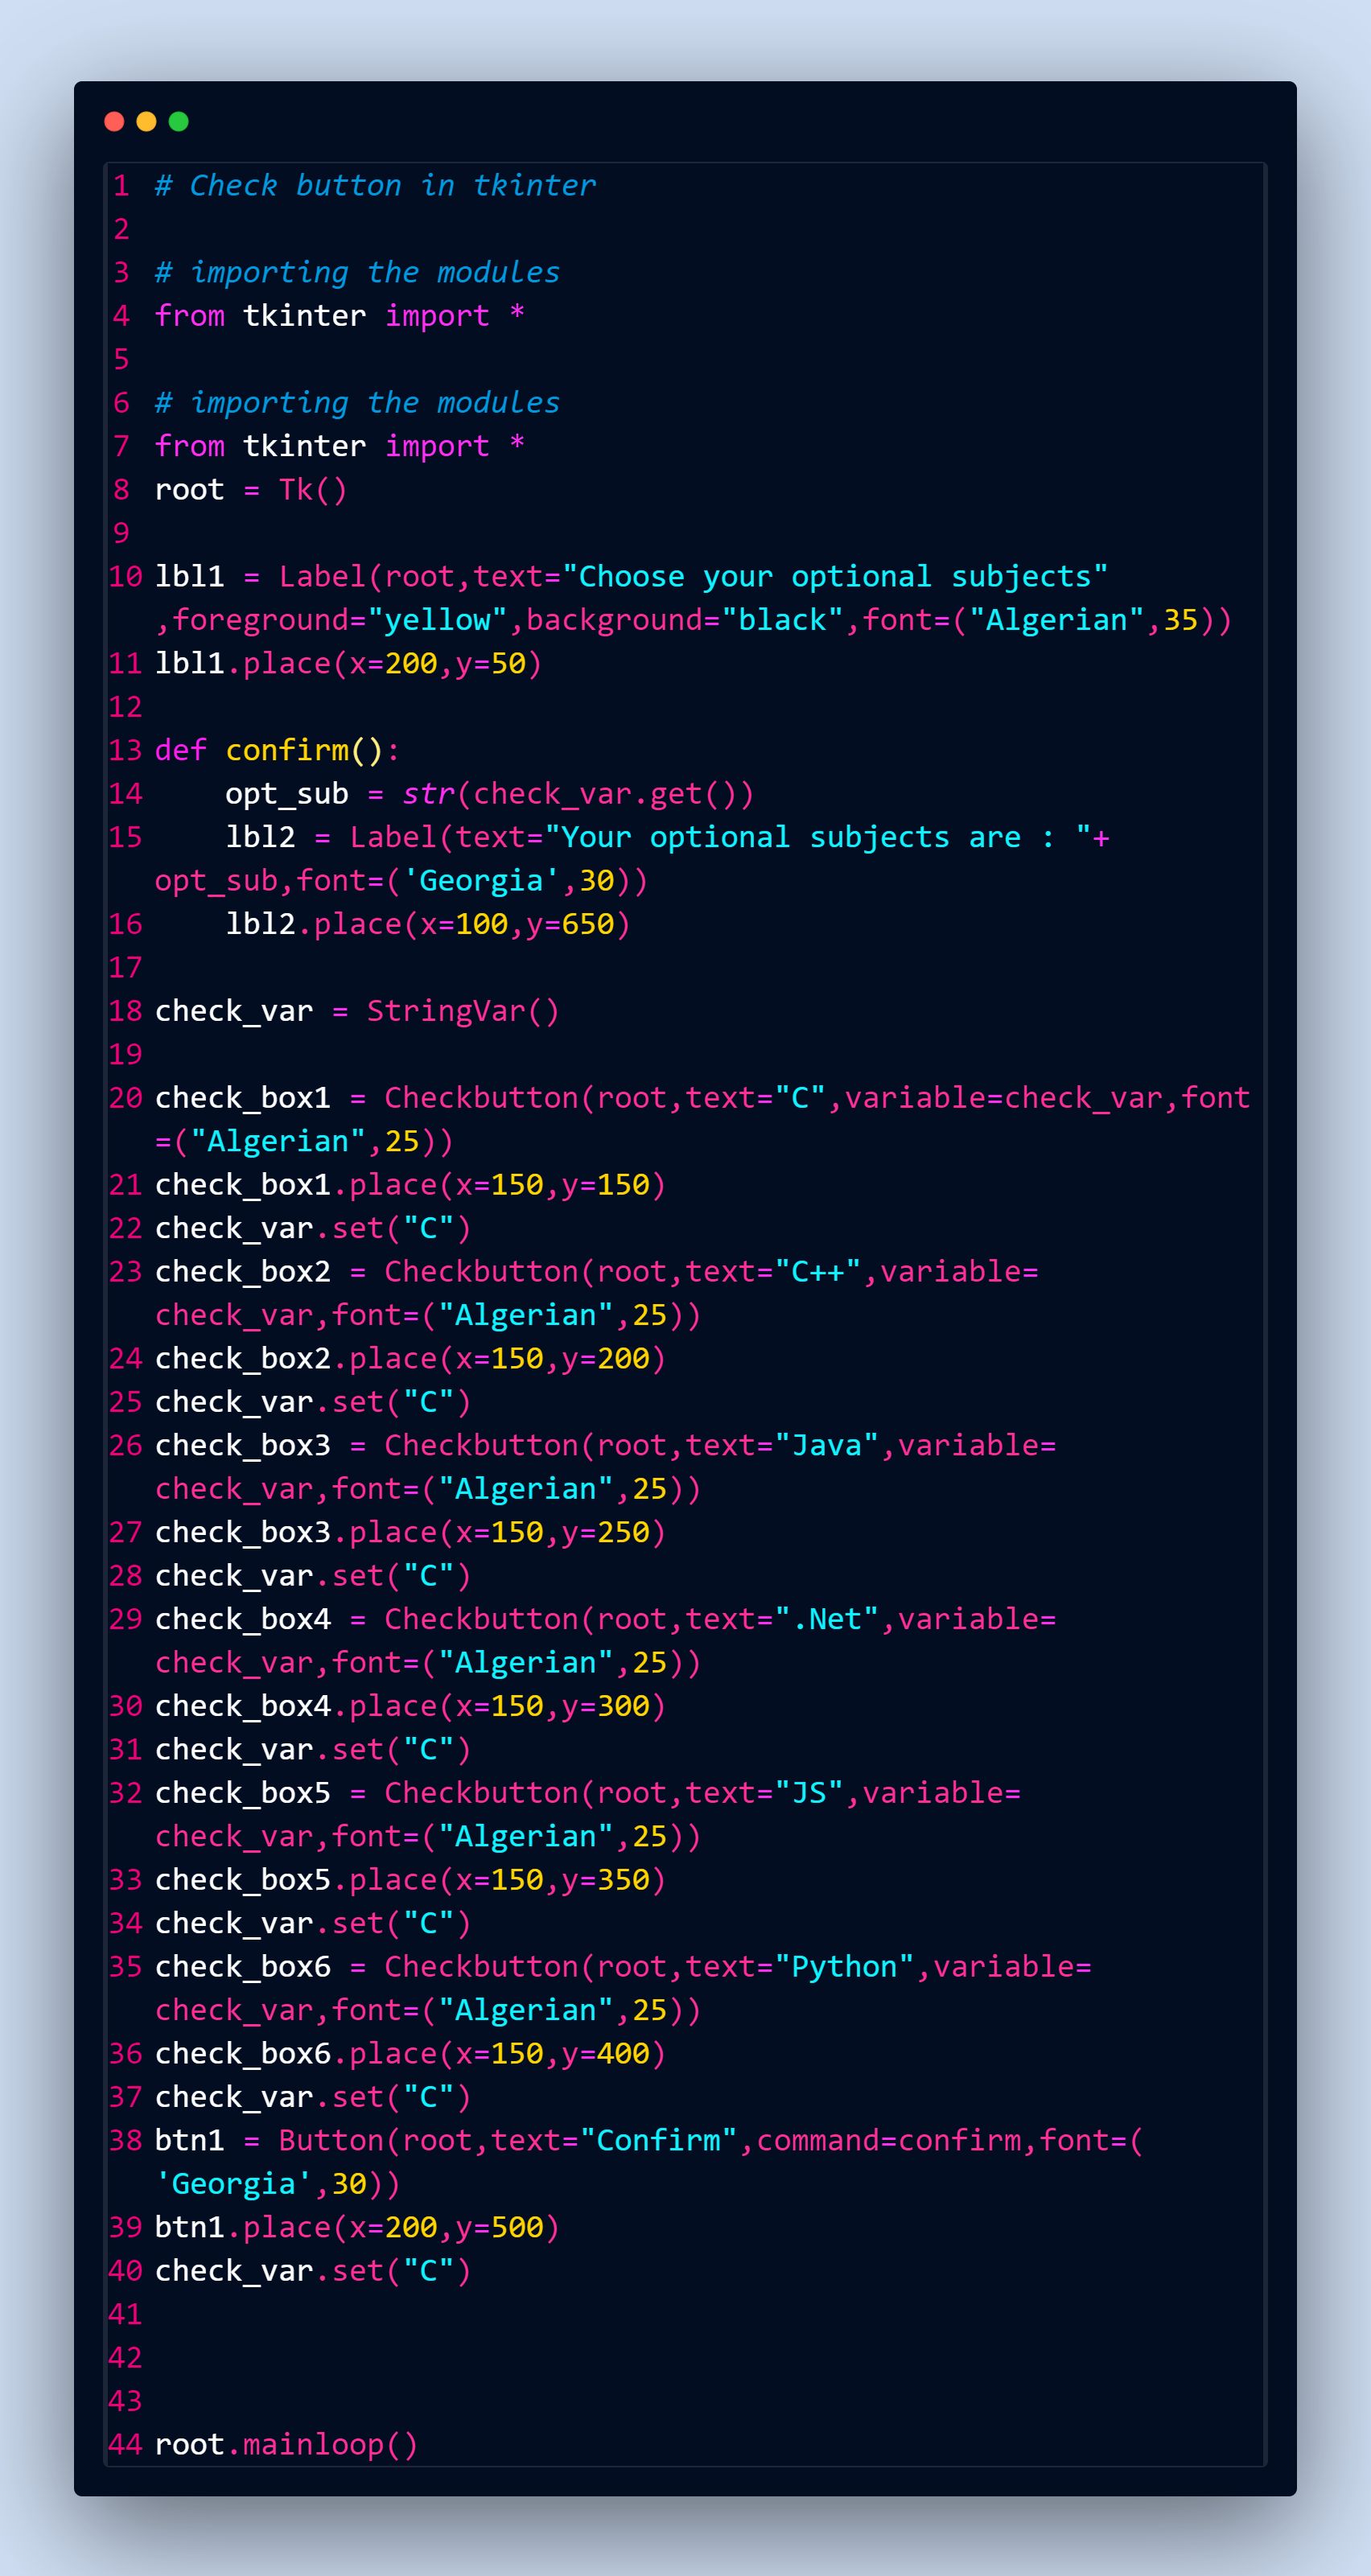 1 # Check button in tkinter
2
3 # importing the modules
4 from tkinter import *
5
6 # importing the modules
7 from tkinter import *
8 root = Tk()
9
10 lbl1 = Label(root,text="Choose your optional subjects"
,foreground="yellow",background="black",font=("Algerian",35))
11 lbl1.place(x=200,y=50)
12
13 def confirm():
14     opt_sub = str(check_var.get())
15     lbl2 = Label(text="Your optional subjects are : "+
opt_sub,font=('Georgia',30))
16     lbl2.place(x=100,y=650)
17
18 check_var = StringVar()
19
20 check_box1 = Checkbutton(root,text="C",variable=check_var,font
=("Algerian",25))
21 check_box1.place(x=150,y=150)
22 check_var.set("C")
23 check_box2 = Checkbutton(root,text="C++",variable=
check_var,font=("Algerian",25))
24 check_box2.place(x=150,y=200)
25 check_var.set("C")
26 check_box3 = Checkbutton(root,text="Java",variable=
check_var,font=("Algerian",25))
27 check_box3.place(x=150,y=250)
28 check_var.set("C")
29 check_box4 = Checkbutton(root,text=".Net",variable=
check_var,font=("Algerian",25))
30 check_box4.place(x=150,y=300)
31 check_var.set("C")
32 check_box5 = Checkbutton(root,text="JS",variable=
check_var,font=("Algerian",25))
33 check_box5.place(x=150,y=350)
34 check_var.set("C")
35 check_box6 = Checkbutton(root,text="Python",variable=
check_var,font=("Algerian",25))
36 check_box6.place(x=150,y=400)
37 check_var.set("C")
38 btn1 = Button(root,text="Confirm",command=confirm,font=(
'Georgia',30))
39 btn1.place(x=200,y=500)
40 check_var.set("C")
41
42
43
44 root.mainloop()